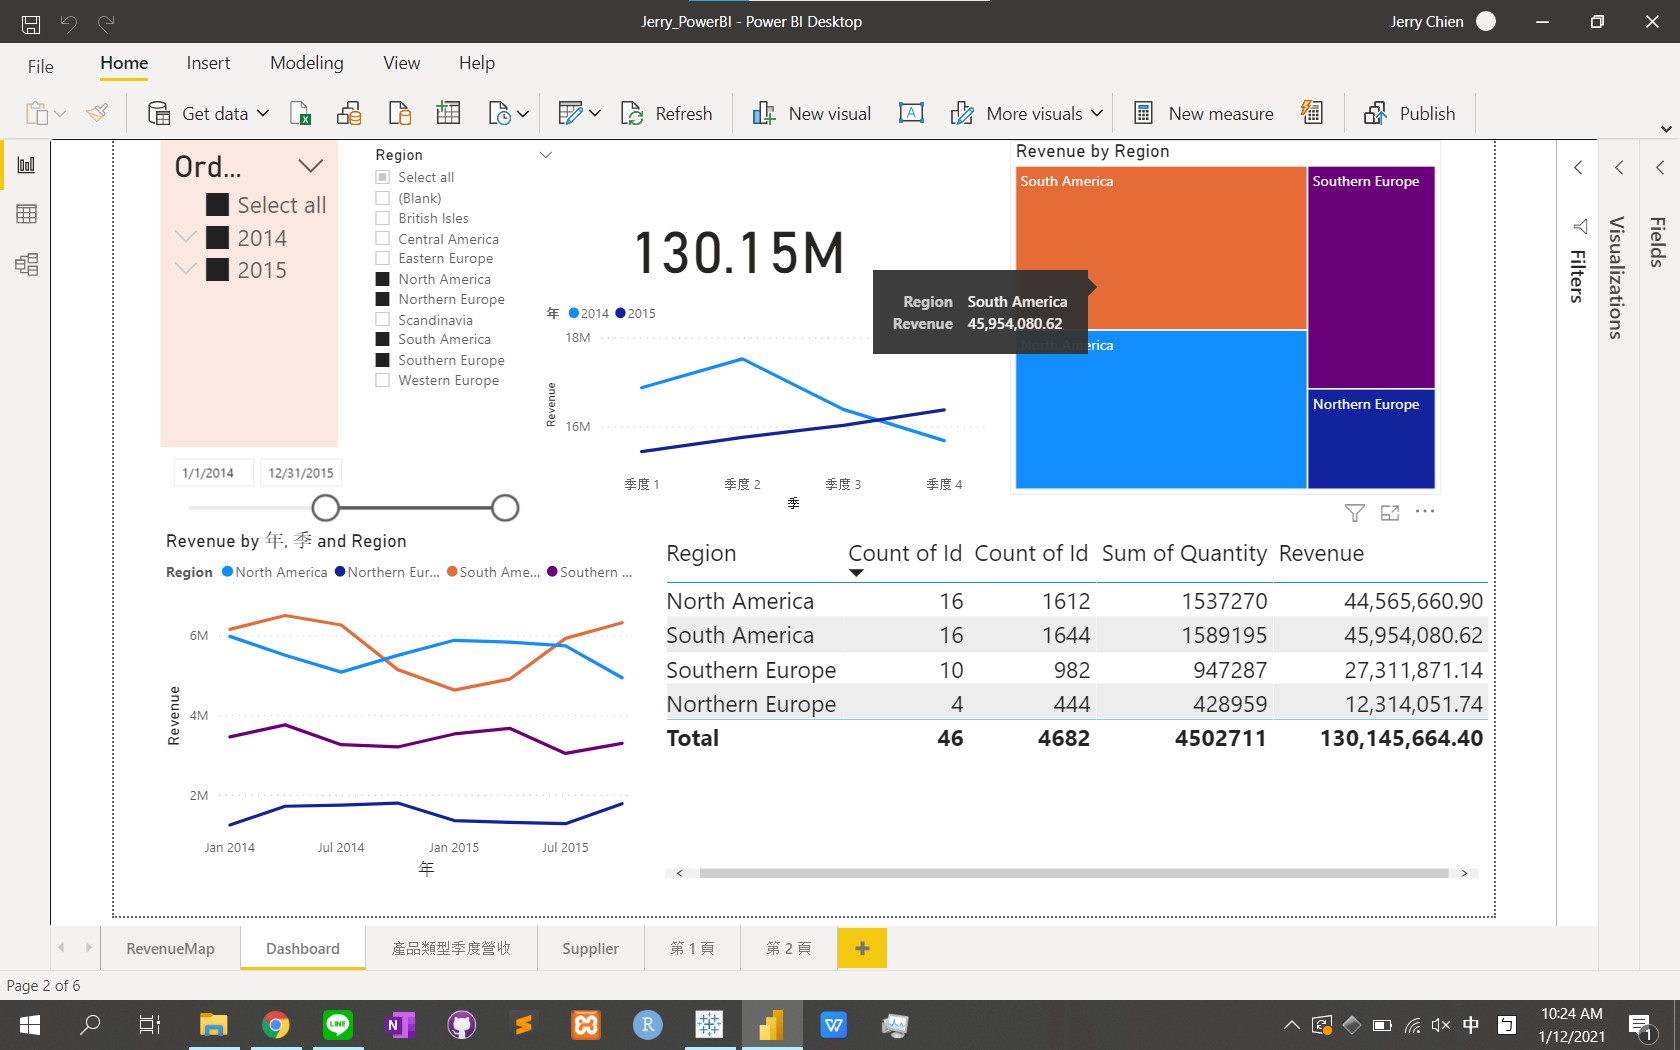 Jerry_PowerBI - Power BI Desktop
Jerry Chien
File
Home
Insert
Modeling
View
Help
Get data
Refresh
New visual
More visuals
New measure
Publish
Ord...
Select all
2014
2015
Region
Select all
(Blank)
British Isles
Central America
Eastern Europe
North America
Northern Europe
Scandinavia
South America
Southern Europe
Western Europe
130.15M
年 2014 2015
18M
16M
Revenue
季度 1
季度 2
季度 3
季度 4
季
Revenue by Region
South America
Southern Europe
North America
Northern Europe
Region South America
Revenue 45,954,080.62
Filters
Visualizations
Fields
1/1/2014
12/31/2015
Revenue by 年, 季 and Region
Region North America Northern Eur... South Ame... Southern ...
6M
4M
2M
Revenue
Jan 2014
Jul 2014
Jan 2015
Jul 2015
年
Region Count of Id Count of Id Sum of Quantity Revenue
North America 16 1612 1537270 44,565,660.90
South America 16 1644 1589195 45,954,080.62
Southern Europe 10 982 947287 27,311,871.14
Northern Europe 4 444 428959 12,314,051.74
Total 46 4682 4502711 130,145,664.40
RevenueMap
Dashboard
產品類型季度營收
Supplier
第 1 頁
第 2 頁
Page 2 of 6
LINE
N
R
W
中
ㄅ
10:24 AM
1/12/2021
1